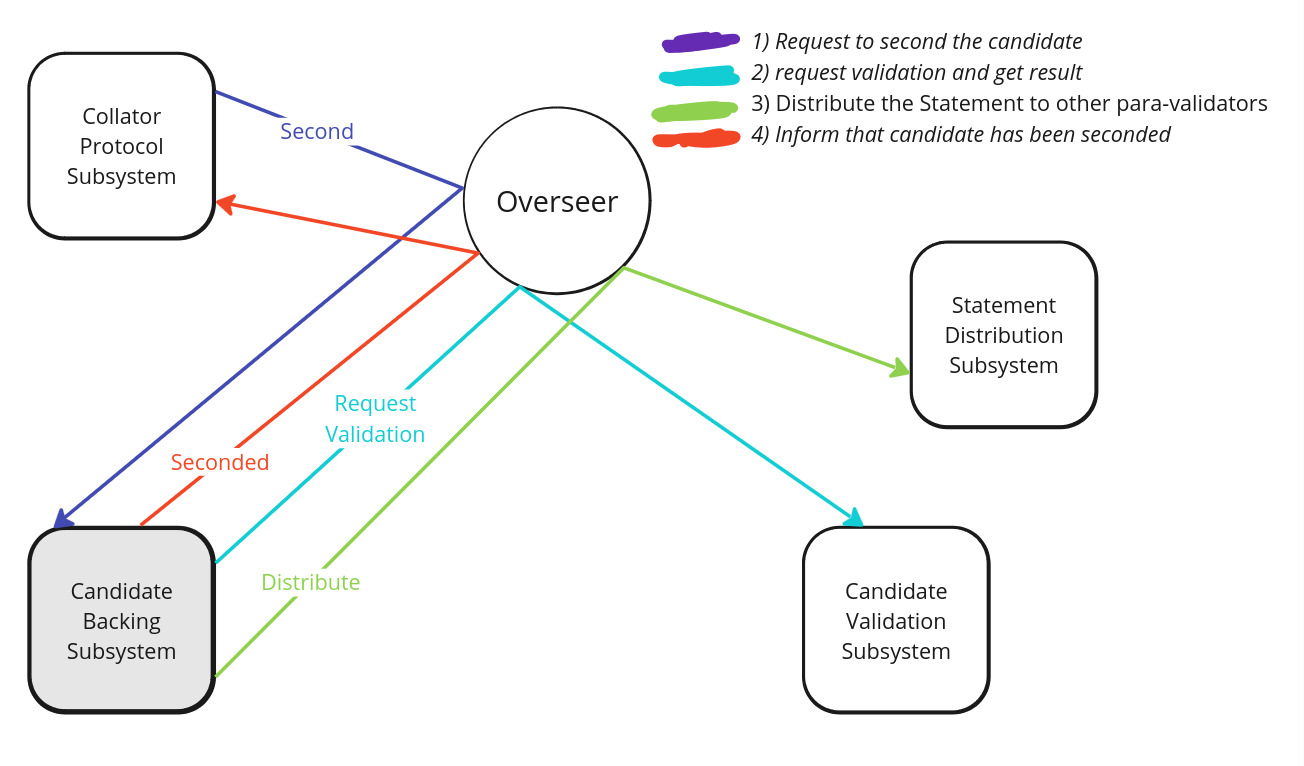 1) Request to second the candidate
2) request validation and get result
3) Distribute the Statement to other para-validators
4) Inform that candidate has been seconded
Collator
Protocol
Subsystem
Second
Overseer
Statement
Distribution
Subsystem
Request
Validation
Seconded
Distribute
Candidate
Backing
Subsystem
Candidate
Validation
Subsystem